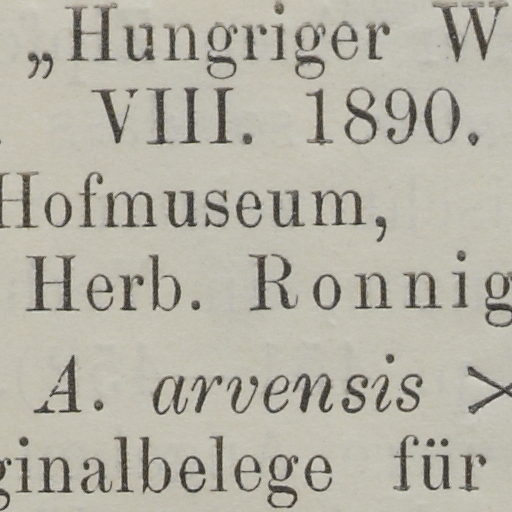 „Hungriger W
. VIII. 1890.
Hofmuseum,
Herb. Ronnig
A. arvensis ×
ginalbelege für